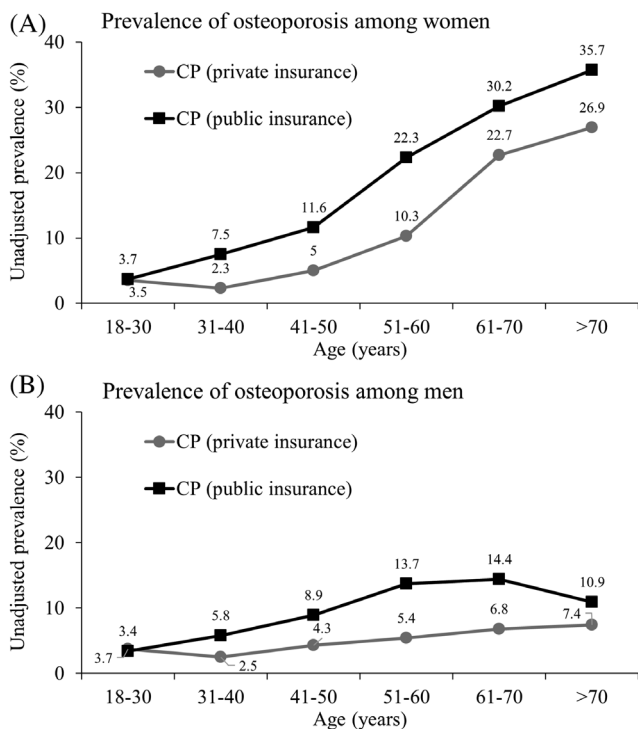 (A) Prevalence of osteoporosis among women
Unadjusted prevalence (%)
40
30
20
10
0
CP (private insurance)
CP (public insurance)
3.7
7.5
11.6
22.3
30.2
35.7
3.5
2.3
5
10.3
22.7
26.9
18-30 31-40 41-50 51-60 61-70 >70
Age (years)
(B) Prevalence of osteoporosis among men
Unadjusted prevalence (%)
40
30
20
10
0
CP (private insurance)
CP (public insurance)
3.4
5.8
8.9
13.7
14.4
10.9
3.7
2.5
4.3
5.4
6.8
7.4
18-30 31-40 41-50 51-60 61-70 >70
Age (years)